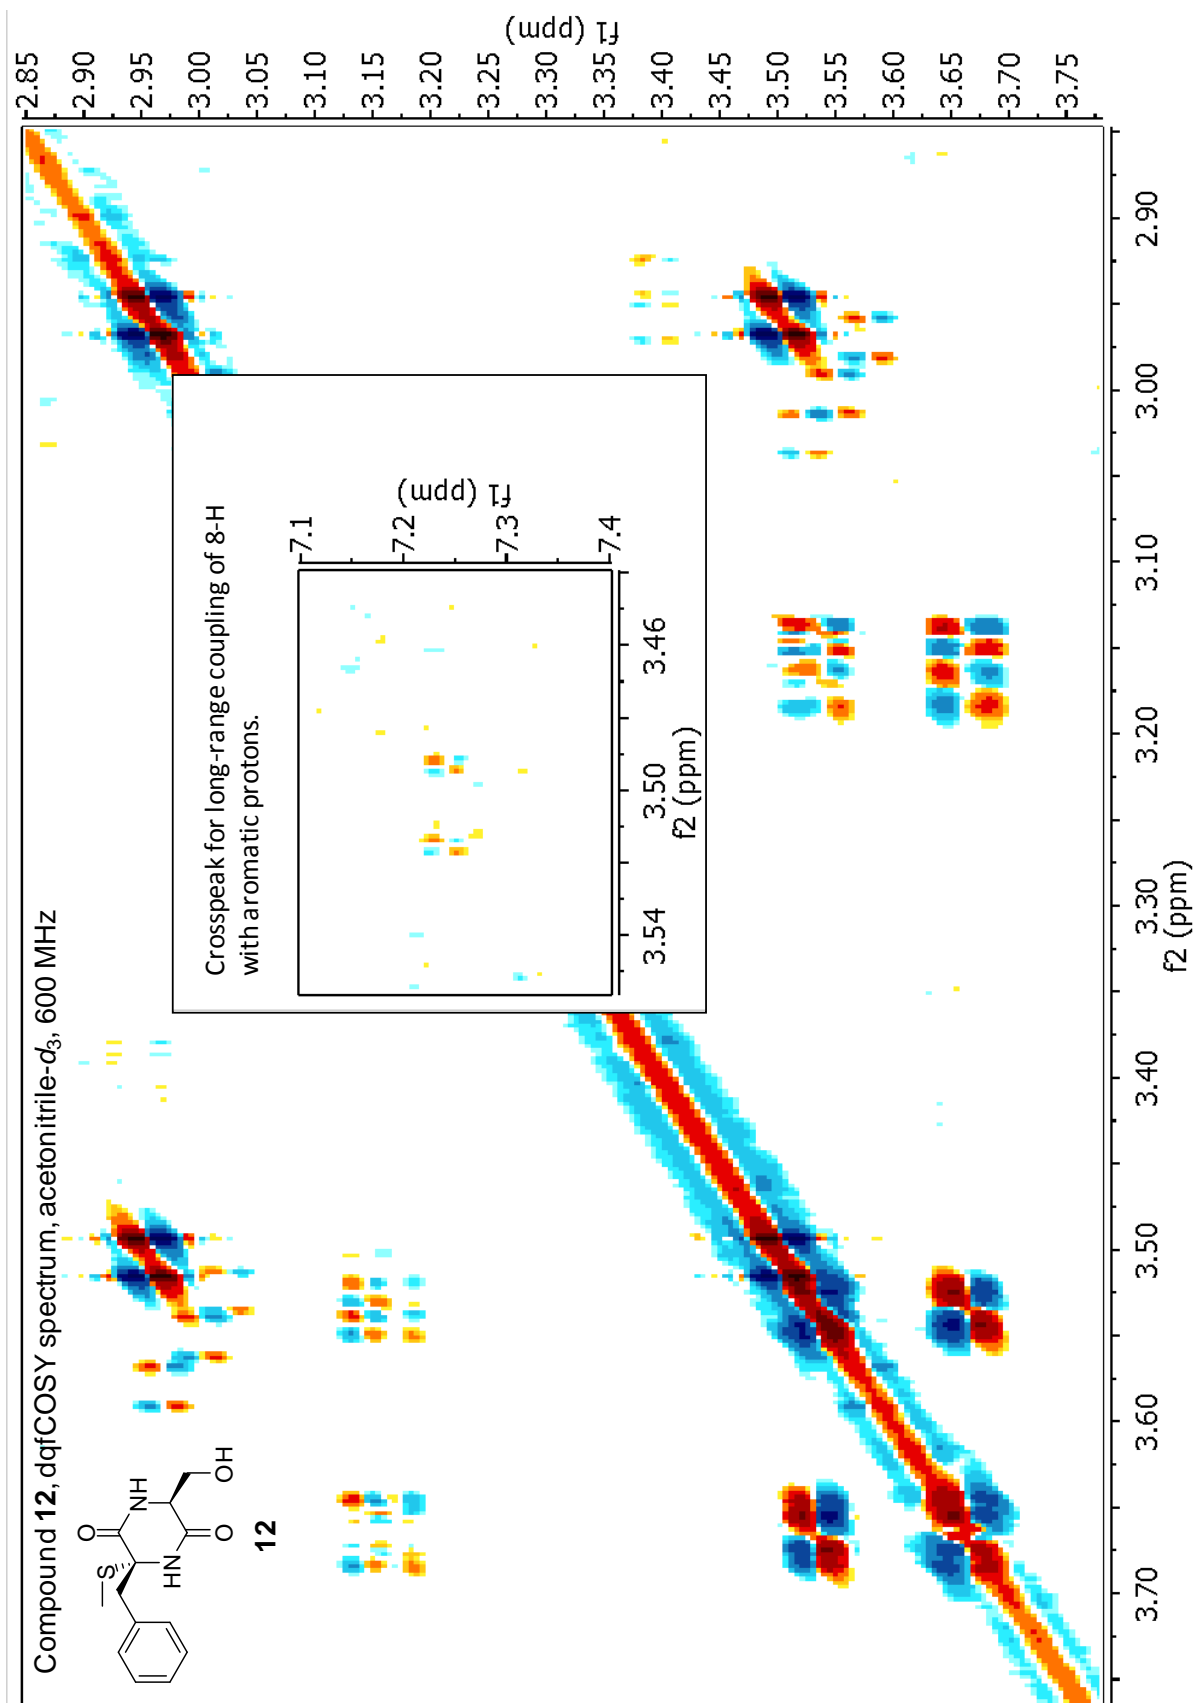 Compound 12, dqfCOSY spectrum, acetonitrile-d3, 600 MHz
O
S
NH
HN
O
OH
12
Crosspeak for long-range coupling of 8-H
with aromatic protons.
7.1
7.2
7.3
7.4
f1 (ppm)
3.54
3.50
3.46
f2 (ppm)
2.85
2.90
2.95
3.00
3.05
3.10
3.15
3.20
3.25
3.30
3.35
3.40
3.45
3.50
3.55
3.60
3.65
3.70
3.75
f1 (ppm)
3.70
3.60
3.50
3.40
3.30
3.20
3.10
3.00
2.90
f2 (ppm)